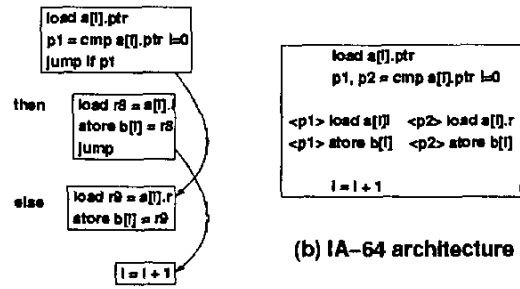 load a[i].ptr
p1 = cmp a[i].ptr !=0
jump if p1
then
load r8 = a[i].l
store b[i] = r8
jump
else
load r9 = a[i].r
store b[i] = r9
i = i + 1
load a[i].ptr
p1, p2 = cmp a[i].ptr !=0
<p1> load a[i]l <p2> load a[i].r
<p1> store b[i] <p2> store b[i]
i = i + 1
(b) IA-64 architecture